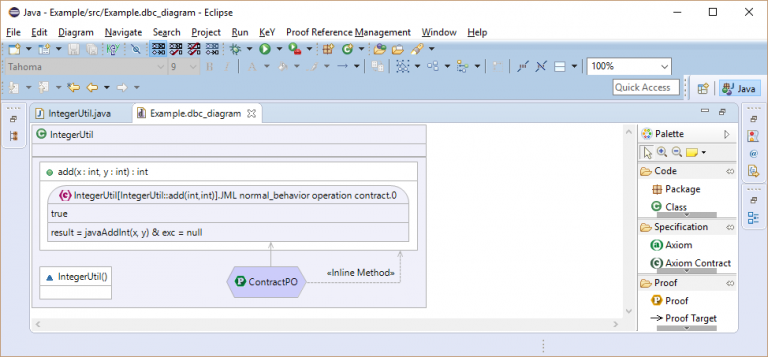 Java - Example/src/Example.dbc_diagram - Eclipse
File Edit Diagram Navigate Search Project Run KeY Proof Reference Management Window Help
Tahoma 9 B I A 100%
Quick Access Java
IntegerUtil.java Example.dbc_diagram
IntegerUtil
add(x : int, y : int) : int
IntegerUtil[IntegerUtil::add(int,int)].JML normal_behavior operation contract.0
true
result = javaAddInt(x, y) & exc = null
«Inline Method»
IntegerUtil()
ContractPO
Palette
Code
Package
Class
Specification
Axiom
Axiom Contract
Proof
Proof
Proof Target